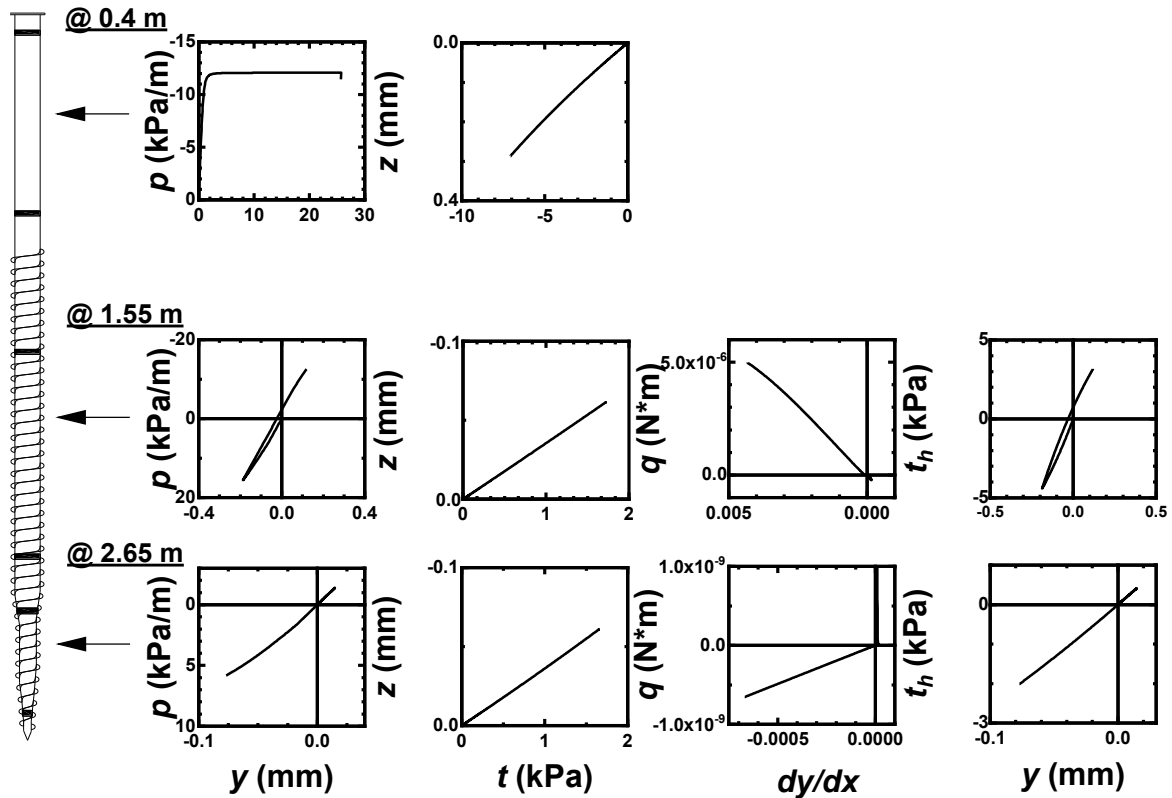 @ 0.4 m
p (kPa/m)
-15
-10
-5
0
0 10 20 30
z (mm)
0.0
0.4
-10 -5 0
@ 1.55 m
p (kPa/m)
-20
0
20
-0.4 0.0 0.4
z (mm)
-0.1
0.0
0 1 2
q (N*m)
5.0x10-6
0.0
0.005 0.000
th (kPa)
5
0
-5
-0.5 0.0 0.5
@ 2.65 m
p (kPa/m)
0
5
10
-0.1 0.0
y (mm)
z (mm)
-0.1
0.0
0 1 2
t (kPa)
q (N*m)
1.0x10-9
0.0
-1.0x10-9
-0.0005 0.0000
dy/dx
th (kPa)
0
-3
-0.1 0.0
y (mm)